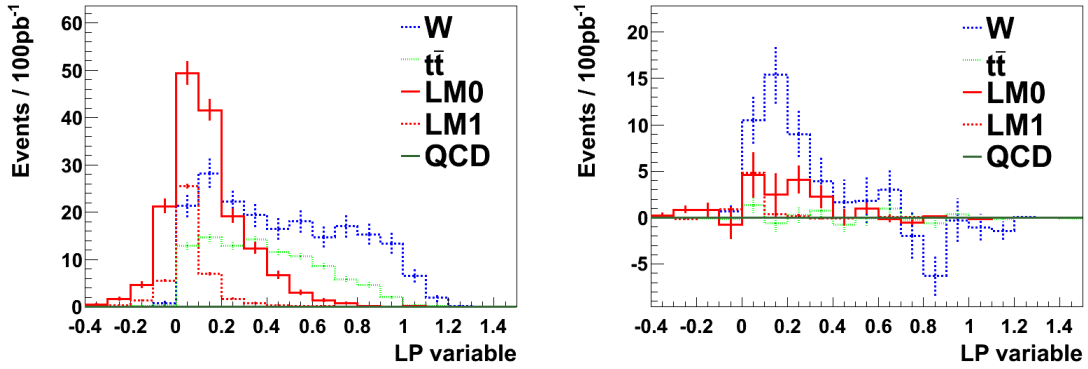 Events / 100pb⁻¹
60
50
40
30
20
10
0
-0.4 -0.2 0 0.2 0.4 0.6 0.8 1 1.2 1.4
LP variable
W
tt̄
LM0
LM1
QCD
Events / 100pb⁻¹
20
15
10
5
0
-5
-0.4 -0.2 0 0.2 0.4 0.6 0.8 1 1.2 1.4
LP variable
W
tt̄
LM0
LM1
QCD